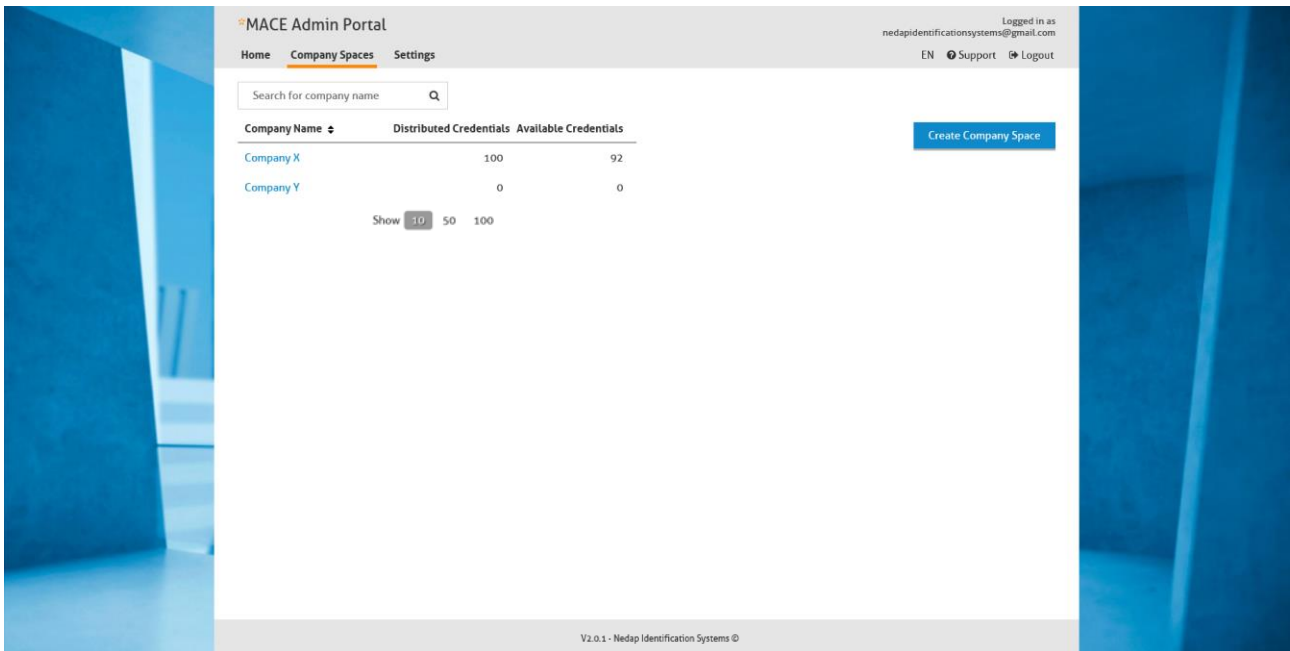 MACE Admin Portal
Logged in as
nedapidentificationsystems@gmail.com
Home Company Spaces Settings
EN Support Logout
Search for company name
Company Name Distributed Credentials Available Credentials
Create Company Space
Company X 100 92
Company Y 0 0
Show 10 50 100
V2.0.1 - Nedap Identification Systems ©